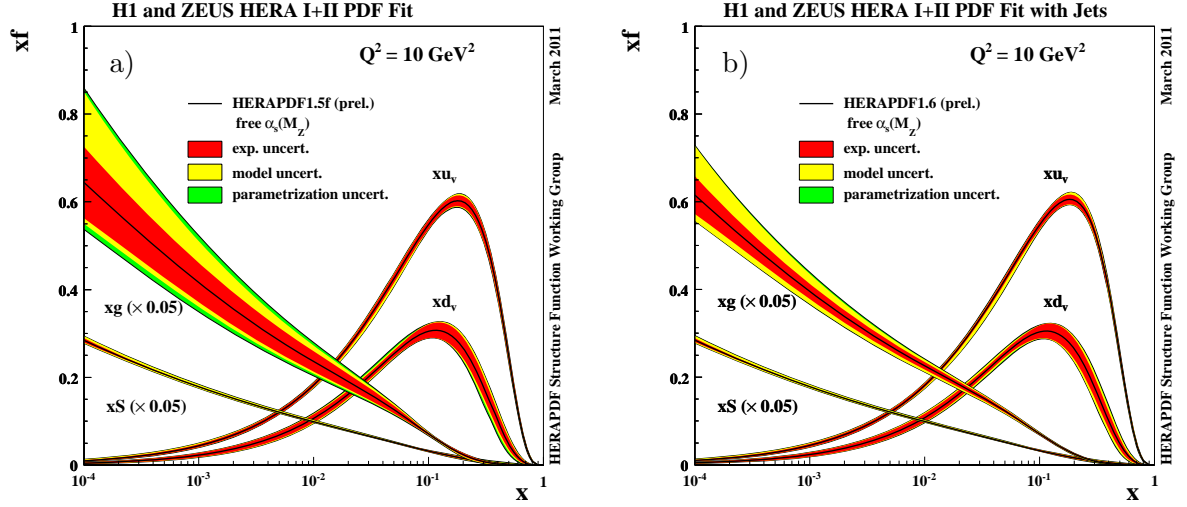 H1 and ZEUS HERA I+II PDF Fit
xf
1
0.8
0.6
0.4
0.2
0
a)
Q² = 10 GeV²
HERAPDF1.5f (prel.)
free αₛ(M_Z)
exp. uncert.
model uncert.
parametrization uncert.
xuᵥ
xdᵥ
xg (× 0.05)
xS (× 0.05)
10⁻⁴
10⁻³
10⁻²
10⁻¹
1
x
March 2011
HERAPDF Structure Function Working Group
H1 and ZEUS HERA I+II PDF Fit with Jets
xf
1
0.8
0.6
0.4
0.2
0
b)
Q² = 10 GeV²
HERAPDF1.6 (prel.)
free αₛ(M_Z)
exp. uncert.
model uncert.
parametrization uncert.
xuᵥ
xdᵥ
xg (× 0.05)
xS (× 0.05)
10⁻⁴
10⁻³
10⁻²
10⁻¹
1
x
March 2011
HERAPDF Structure Function Working Group